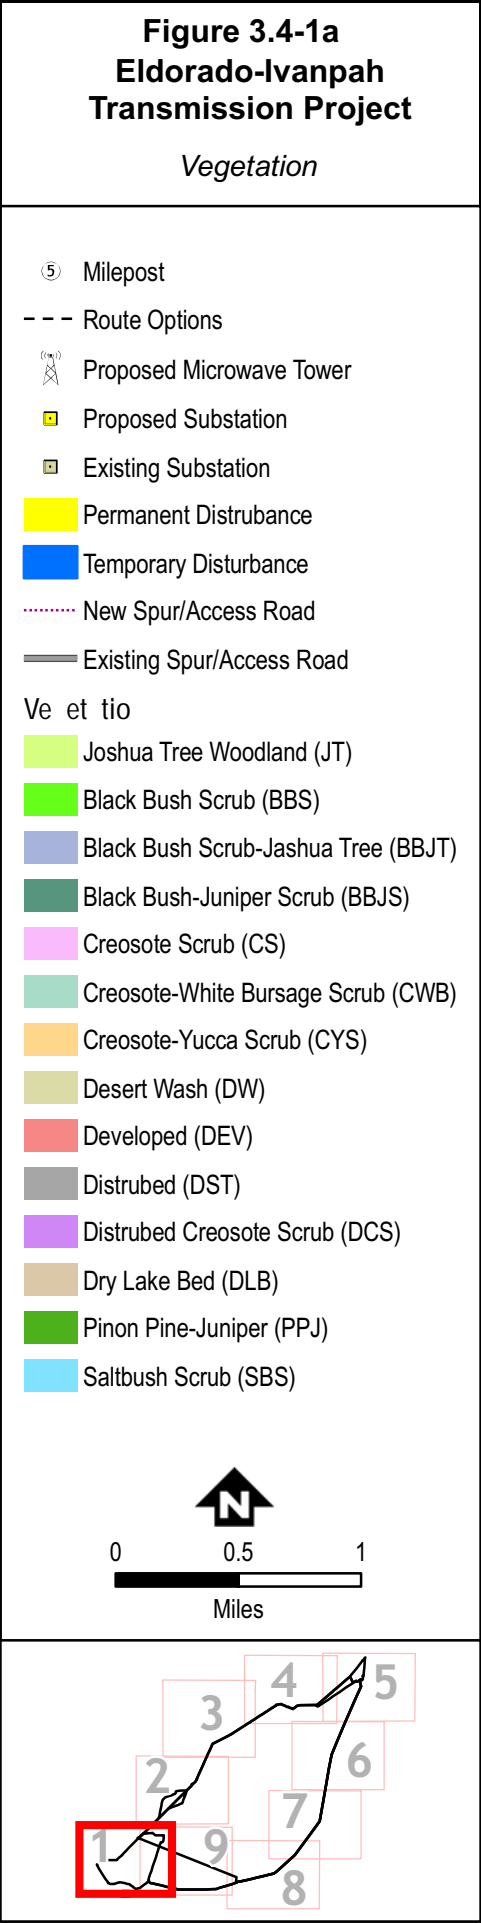 Figure 3.4-1a
Eldorado-Ivanpah
Transmission Project
Vegetation
5 Milepost
Route Options
Proposed Microwave Tower
Proposed Substation
Existing Substation
Permanent Distrubance
Temporary Disturbance
New Spur/Access Road
Existing Spur/Access Road
Ve et tio
Joshua Tree Woodland (JT)
Black Bush Scrub (BBS)
Black Bush Scrub-Jashua Tree (BBJT)
Black Bush-Juniper Scrub (BBJS)
Creosote Scrub (CS)
Creosote-White Bursage Scrub (CWB)
Creosote-Yucca Scrub (CYS)
Desert Wash (DW)
Developed (DEV)
Distrubed (DST)
Distrubed Creosote Scrub (DCS)
Dry Lake Bed (DLB)
Pinon Pine-Juniper (PPJ)
Saltbush Scrub (SBS)
N
0 0.5 1
Miles
4 5
3
6
2
7
1 9
8